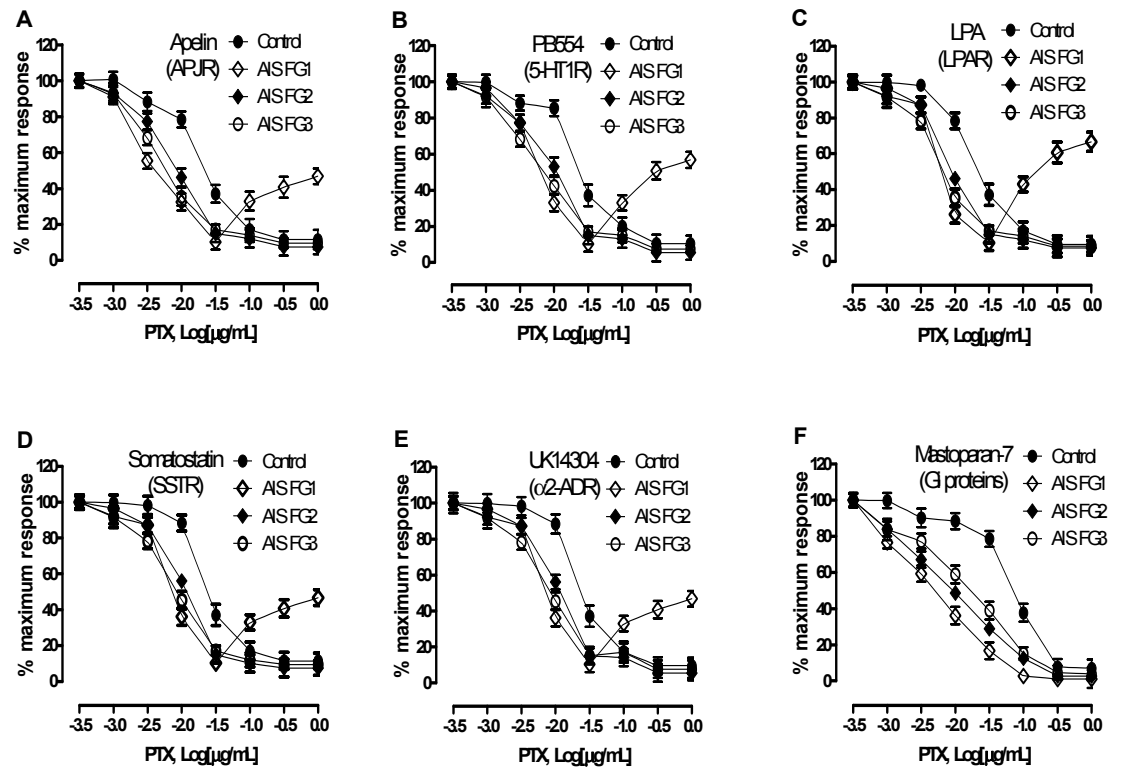 A
Apelin
(APJR)
Control
AIS FG1
AIS FG2
AIS FG3
120
100
80
60
40
20
0
% maximum response
-3.5 -3.0 -2.5 -2.0 -1.5 -1.0 -0.5 0.0
PTX, Log[µg/mL]
B
PB554
(5-HT1R)
Control
AIS FG1
AIS FG2
AIS FG3
120
100
80
60
40
20
0
% maximum response
-3.5 -3.0 -2.5 -2.0 -1.5 -1.0 -0.5 0.0
PTX, Log[µg/mL]
C
LPA
(LPAR)
Control
AIS FG1
AIS FG2
AIS FG3
120
100
80
60
40
20
0
% maximum response
-3.5 -3.0 -2.5 -2.0 -1.5 -1.0 -0.5 0.0
PTX, Log[µg/mL]
D
Somatostatin
(SSTR)
Control
AIS FG1
AIS FG2
AIS FG3
120
100
80
60
40
20
0
% maximum response
-3.5 -3.0 -2.5 -2.0 -1.5 -1.0 -0.5 0.0
PTX, Log[µg/mL]
E
UK14304
(α2-ADR)
Control
AIS FG1
AIS FG2
AIS FG3
120
100
80
60
40
20
0
% maximum response
-3.5 -3.0 -2.5 -2.0 -1.5 -1.0 -0.5 0.0
PTX, Log[µg/mL]
F
Mastoparan-7
(Gi proteins)
Control
AIS FG1
AIS FG2
AIS FG3
120
100
80
60
40
20
0
% maximum response
-3.5 -3.0 -2.5 -2.0 -1.5 -1.0 -0.5 0.0
PTX, Log[µg/mL]